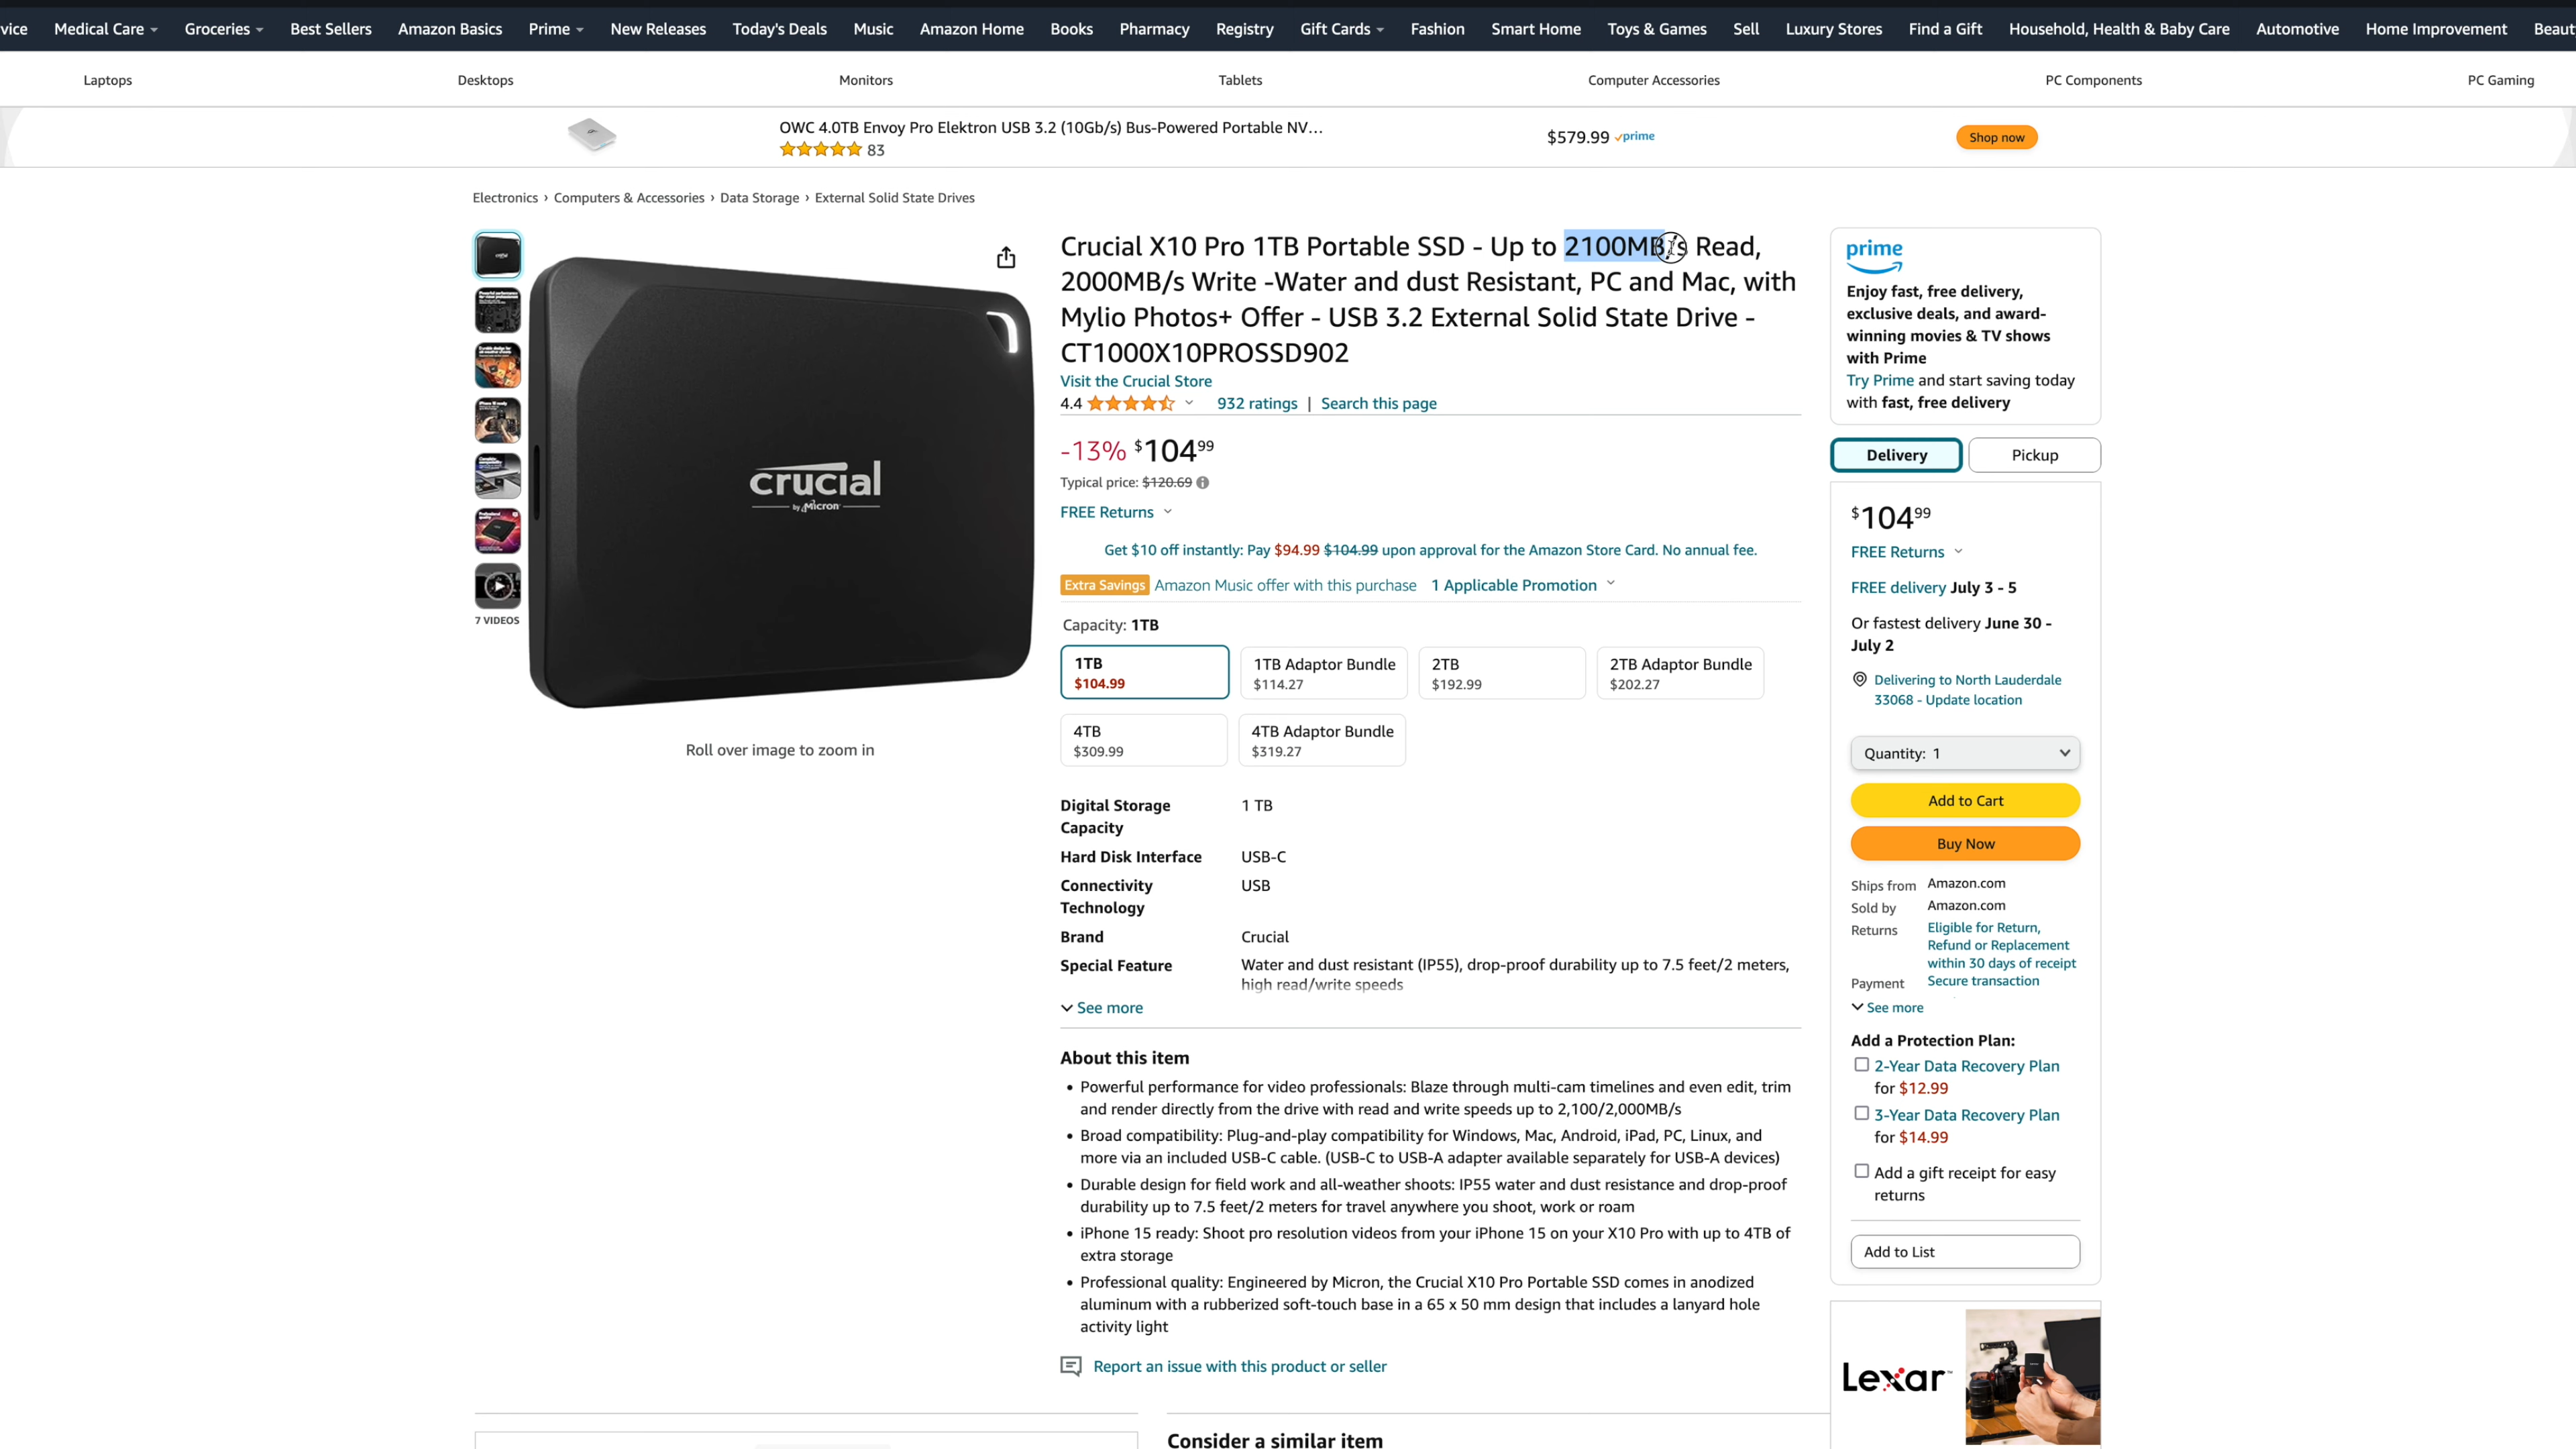 vice Medical Care Groceries Best Sellers Amazon Basics Prime New Releases Today's Deals Music Amazon Home Books Pharmacy Registry Gift Cards Fashion Smart Home Toys & Games Sell Luxury Stores Find a Gift Household, Health & Baby Care Automotive Home Improvement Beaut
Laptops Desktops Monitors Tablets Computer Accessories PC Components PC Gaming
OWC 4.0TB Envoy Pro Elektron USB 3.2 (10Gb/s) Bus-Powered Portable NV…
83
$579.99 prime
Shop now
Electronics › Computers & Accessories › Data Storage › External Solid State Drives
7 VIDEOS
crucial
by Micron
Roll over image to zoom in
Crucial X10 Pro 1TB Portable SSD - Up to 2100MB/s Read,
2000MB/s Write -Water and dust Resistant, PC and Mac, with
Mylio Photos+ Offer - USB 3.2 External Solid State Drive -
CT1000X10PROSSD902
Visit the Crucial Store
4.4 932 ratings | Search this page
-13% $104 99
Typical price: $120.69
FREE Returns
Get $10 off instantly: Pay $94.99 $104.99 upon approval for the Amazon Store Card. No annual fee.
Extra Savings Amazon Music offer with this purchase 1 Applicable Promotion
Capacity: 1TB
1TB
$104.99
1TB Adaptor Bundle
$114.27
2TB
$192.99
2TB Adaptor Bundle
$202.27
4TB
$309.99
4TB Adaptor Bundle
$319.27
Digital Storage Capacity 1 TB
Hard Disk Interface USB-C
Connectivity Technology USB
Brand Crucial
Special Feature Water and dust resistant (IP55), drop-proof durability up to 7.5 feet/2 meters,
high read/write speeds
See more
About this item
• Powerful performance for video professionals: Blaze through multi-cam timelines and even edit, trim
and render directly from the drive with read and write speeds up to 2,100/2,000MB/s
• Broad compatibility: Plug-and-play compatibility for Windows, Mac, Android, iPad, PC, Linux, and
more via an included USB-C cable. (USB-C to USB-A adapter available separately for USB-A devices)
• Durable design for field work and all-weather shoots: IP55 water and dust resistance and drop-proof
durability up to 7.5 feet/2 meters for travel anywhere you shoot, work or roam
• iPhone 15 ready: Shoot pro resolution videos from your iPhone 15 on your X10 Pro with up to 4TB of
extra storage
• Professional quality: Engineered by Micron, the Crucial X10 Pro Portable SSD comes in anodized
aluminum with a rubberized soft-touch base in a 65 x 50 mm design that includes a lanyard hole
activity light
Report an issue with this product or seller
Consider a similar item
prime
Enjoy fast, free delivery,
exclusive deals, and award-
winning movies & TV shows
with Prime
Try Prime and start saving today
with fast, free delivery
Delivery Pickup
$104 99
FREE Returns
FREE delivery July 3 - 5
Or fastest delivery June 30 -
July 2
Delivering to North Lauderdale
33068 - Update location
Quantity: 1
Add to Cart
Buy Now
Ships from Amazon.com
Sold by Amazon.com
Returns Eligible for Return,
Refund or Replacement
within 30 days of receipt
Payment Secure transaction
See more
Add a Protection Plan:
2-Year Data Recovery Plan
for $12.99
3-Year Data Recovery Plan
for $14.99
Add a gift receipt for easy
returns
Add to List
Lexar